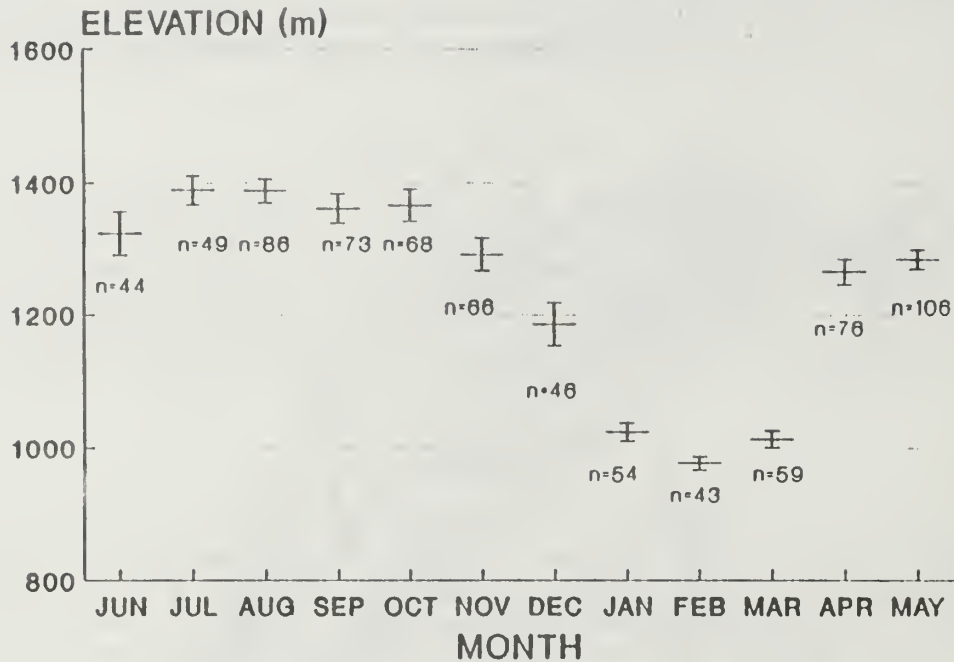 ELEVATION (m)
1600
1400
1200
1000
800
n=44
n=49
n=86
n=73
n=68
n=66
n=46
n=54
n=43
n=59
n=76
n=106
JUN JUL AUG SEP OCT NOV DEC JAN FEB MAR APR MAY
MONTH